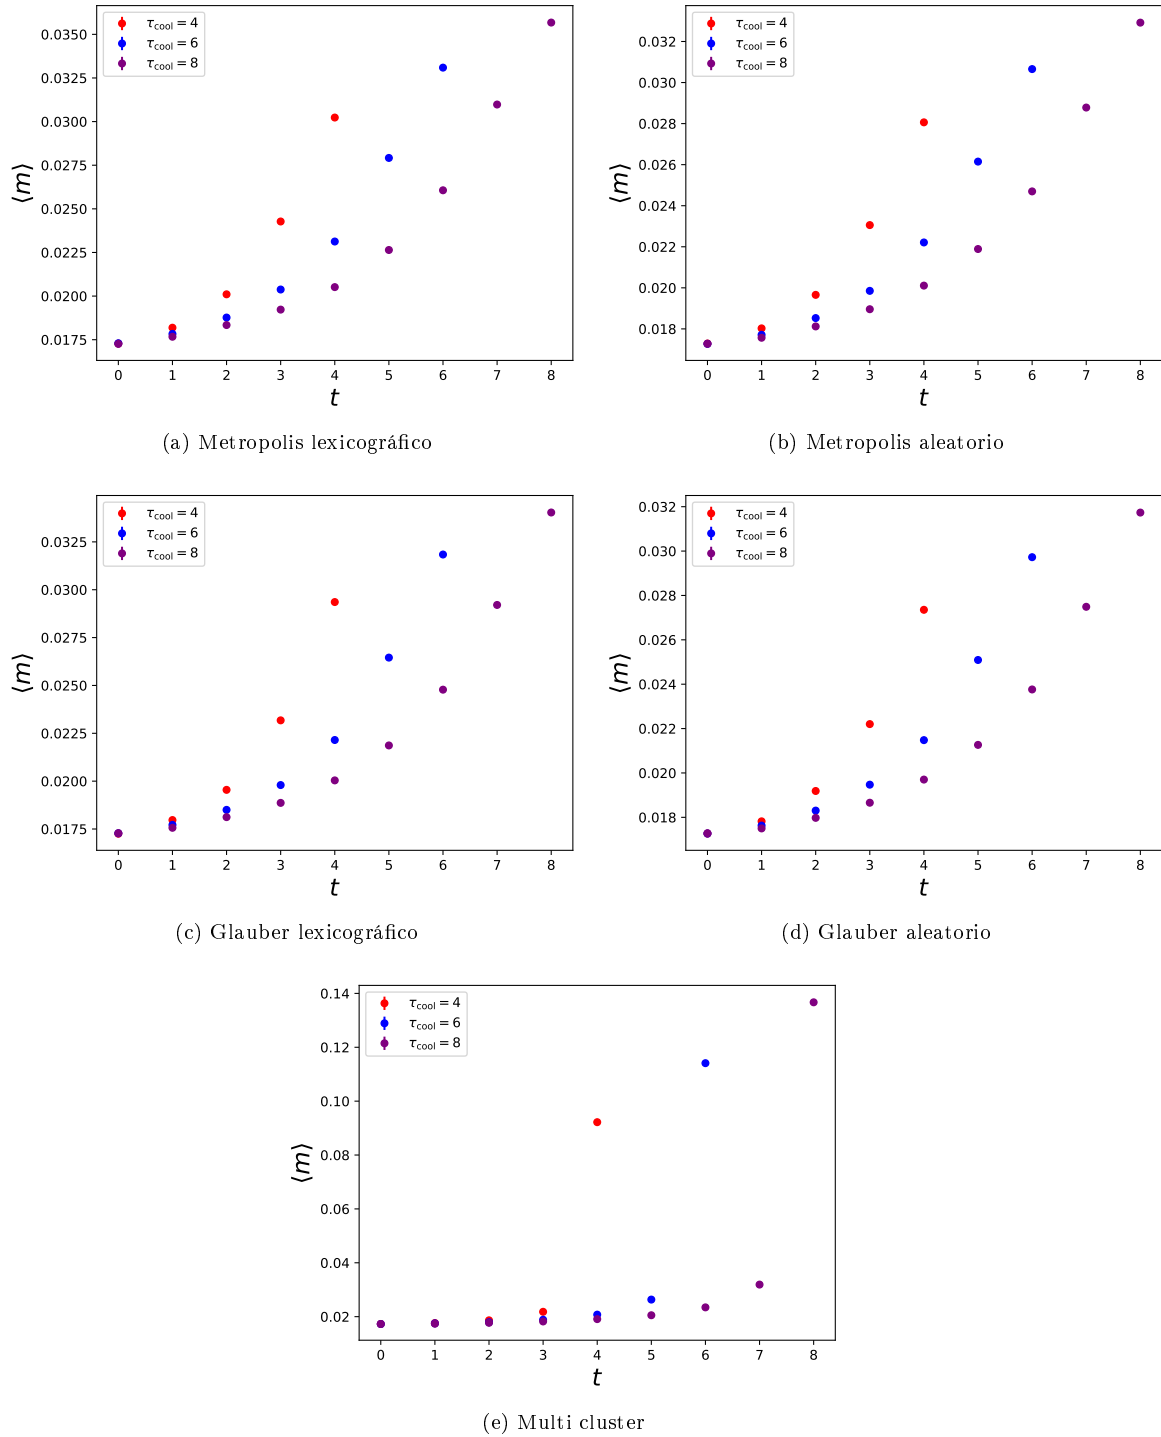 τcool = 4
τcool = 6
τcool = 8
0.0350
0.0325
0.0300
0.0275
0.0250
0.0225
0.0200
0.0175
⟨m⟩
0 1 2 3 4 5 6 7 8
t
(a) Metropolis lexicográfico
τcool = 4
τcool = 6
τcool = 8
0.032
0.030
0.028
0.026
0.024
0.022
0.020
0.018
⟨m⟩
0 1 2 3 4 5 6 7 8
t
(b) Metropolis aleatorio
τcool = 4
τcool = 6
τcool = 8
0.0325
0.0300
0.0275
0.0250
0.0225
0.0200
0.0175
⟨m⟩
0 1 2 3 4 5 6 7 8
t
(c) Glauber lexicográfico
τcool = 4
τcool = 6
τcool = 8
0.032
0.030
0.028
0.026
0.024
0.022
0.020
0.018
⟨m⟩
0 1 2 3 4 5 6 7 8
t
(d) Glauber aleatorio
τcool = 4
τcool = 6
τcool = 8
0.14
0.12
0.10
0.08
0.06
0.04
0.02
⟨m⟩
0 1 2 3 4 5 6 7 8
t
(e) Multi cluster